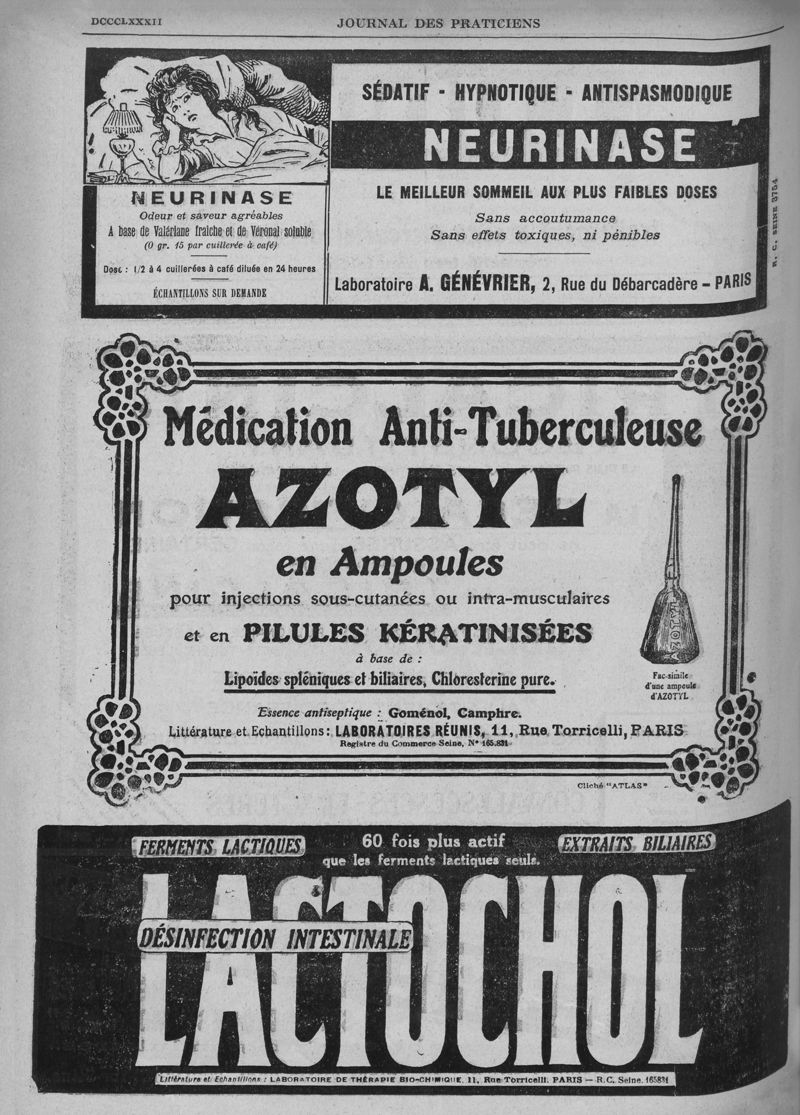 DCCCLXXXII
JOURNAL DES PRATICIENS
NEURINASE
Odeur et saveur agréables
A base de Valériane fraîche et de Véronal soluble
(0 gr. 15 par cuillerée à café)
Dose : 1/2 à 4 cuillerées à café diluée en 24 heures
ÉCHANTILLONS SUR DEMANDE
SÉDATIF - HYPNOTIQUE - ANTISPASMODIQUE
NEURINASE
LE MEILLEUR SOMMEIL AUX PLUS FAIBLES DOSES
Sans accoutumance
Sans effets toxiques, ni pénibles
Laboratoire A. GÉNÉVRIER, 2, Rue du Débarcadère - PARIS
R. C. SEINE 3754
Médication Anti-Tuberculeuse
AZOTYL
en Ampoules
pour injections sous-cutanées ou intra-musculaires
et en PILULES KÉRATINISÉES
à base de :
Lipoïdes spléniques et biliaires, Chlorestérine pure.
Essence antiseptique : Goménol, Camphre.
Littérature et Echantillons : LABORATOIRES RÉUNIS, 11, Rue Torricelli, PARIS
Registre du Commerce Seine, N° 165.831
AZOTYL
Fac-simile
d'une ampoule
d'AZOTYL
Cliché "ATLAS"
FERMENTS LACTIQUES
60 fois plus actif
que les ferments lactiques seuls.
EXTRAITS BILIAIRES
LACTOCHOL
DÉSINFECTION INTESTINALE
Littérature et Echantillons : LABORATOIRE DE THÉRAPIE BIO-CHIMIQUE, 11, Rue Torricelli, PARIS — R.C. Seine, 165831